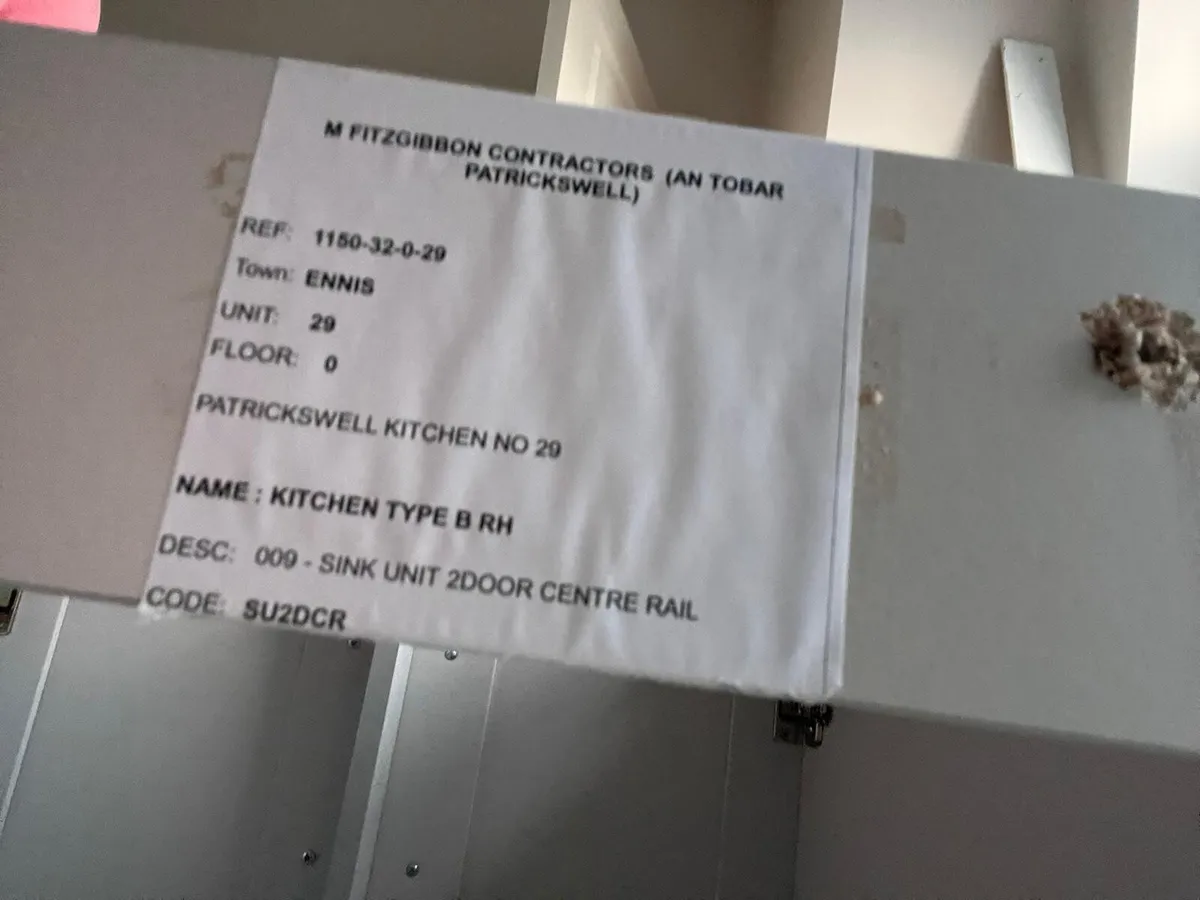 M FITZGIBBON CONTRACTORS (AN TOBAR
PATRICKSWELL)
REF: 1150-32-0-29
Town: ENNIS
UNIT: 29
FLOOR: 0
PATRICKSWELL KITCHEN NO 29
NAME : KITCHEN TYPE B RH
DESC: 009 - SINK UNIT 2DOOR CENTRE RAIL
CODE: SU2DCR